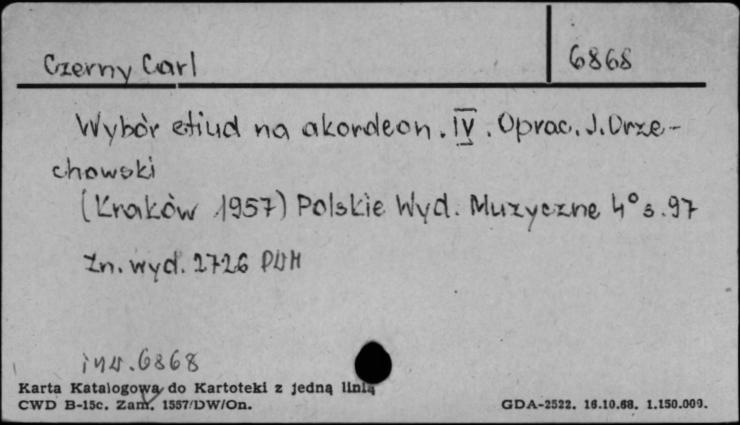 Czerny Carl
6868
Wybór etiud na akordeon. IV. Oprac. J. Orze-
chowski
(Kraków 1957) Polskie Wyd. Muzyczne 4° s. 97
Zn. wyd. 2726 PWM
inw. 6868
Karta Katalogowa do Kartoteki z jedną linią
CWD B-15c. Zam. 1557/DW/On.
GDA-2522. 16.10.68. 1.150.000.